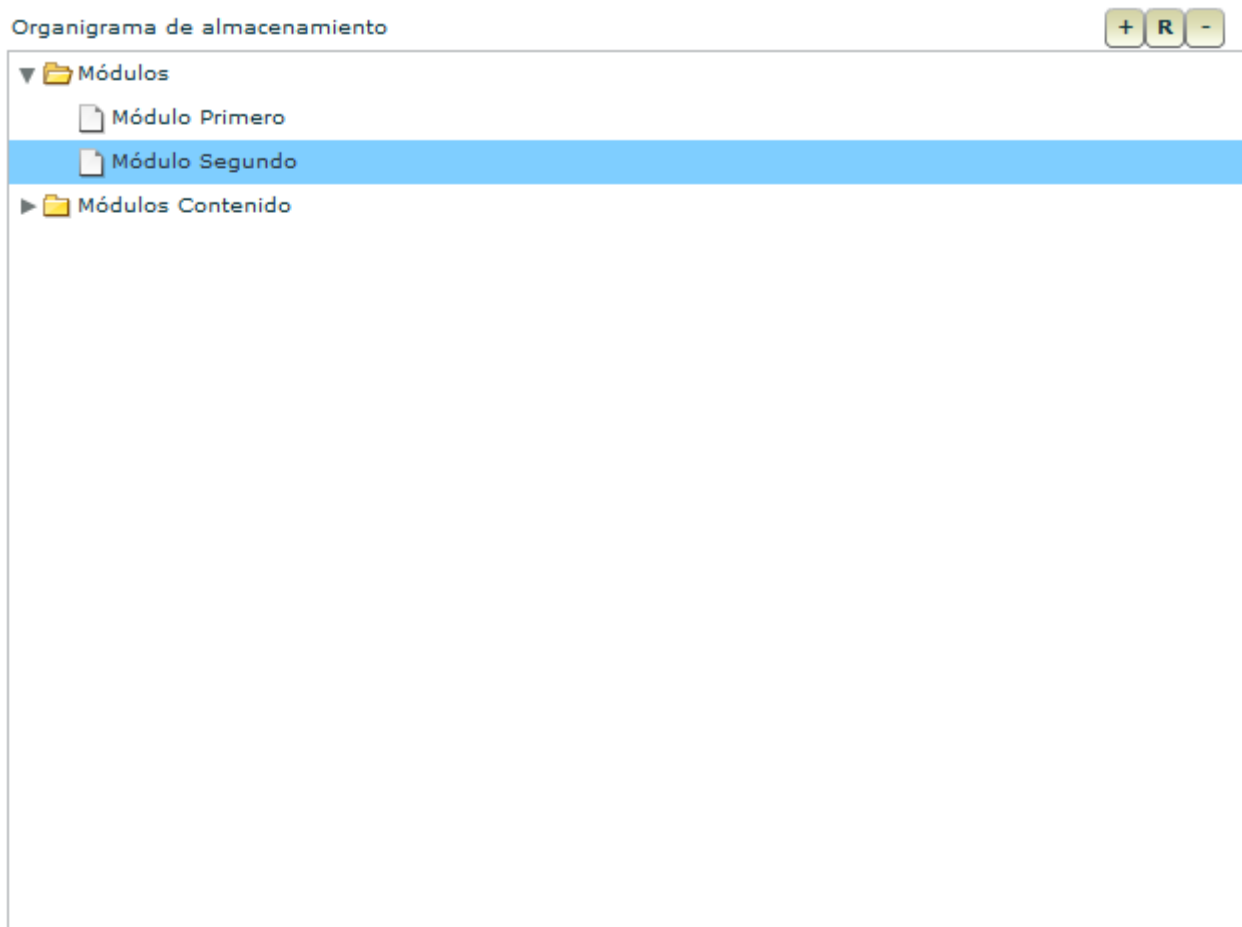 Organigrama de almacenamiento + R -
Módulos
Módulo Primero
Módulo Segundo
Módulos Contenido